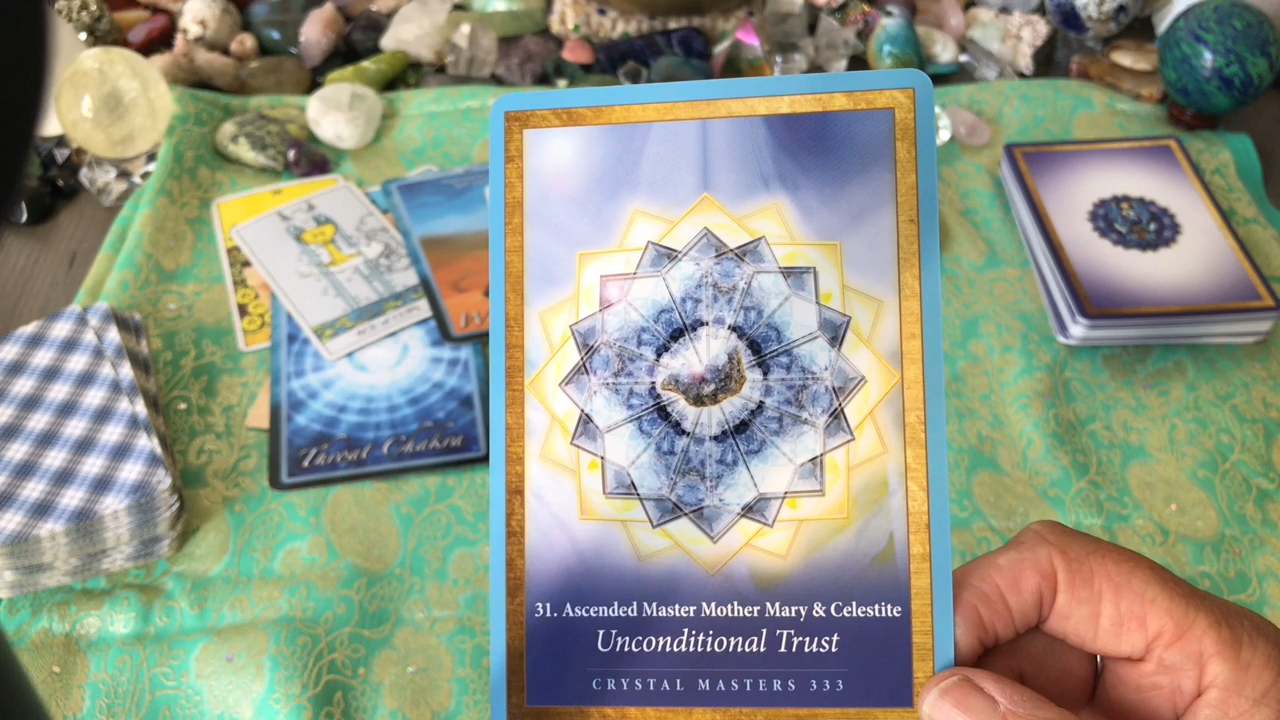 Throat Chakra
31. Ascended Master Mother Mary & Celestite
Unconditional Trust
CRYSTAL MASTERS 333